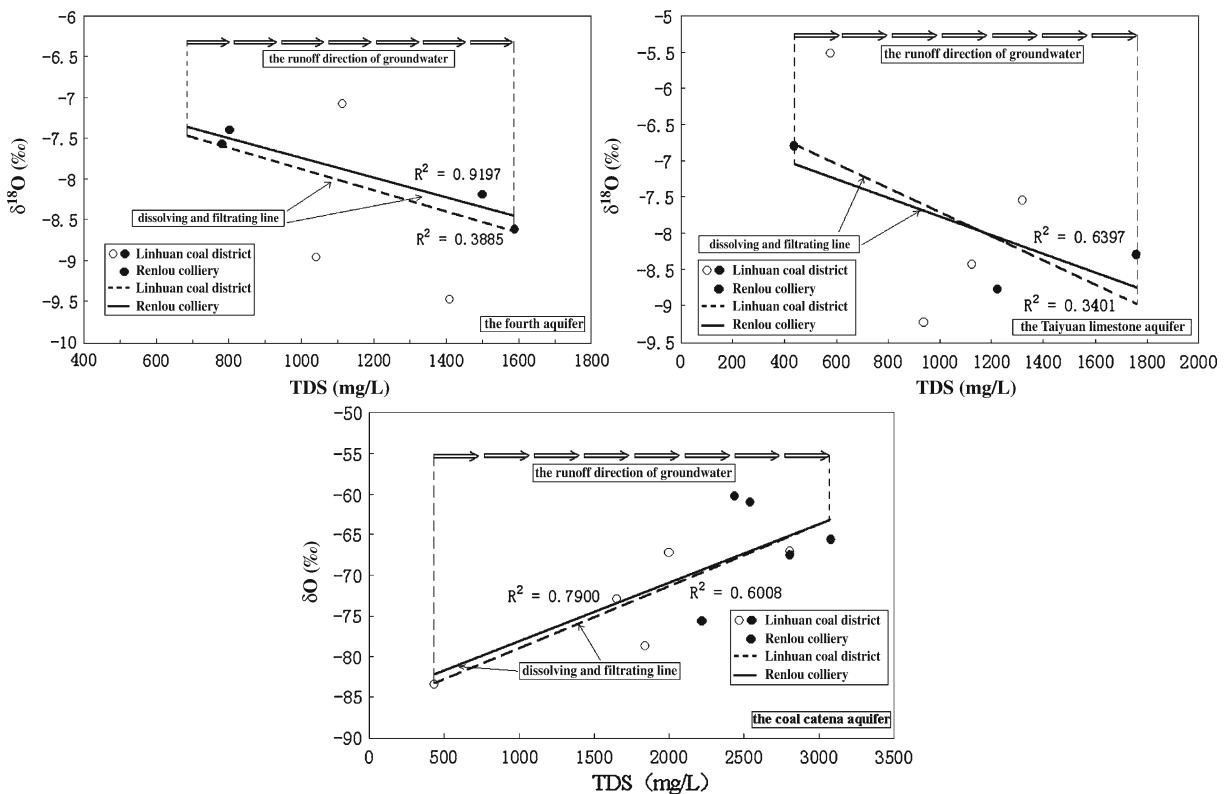 -6
-6.5
-7
-7.5
-8
-8.5
-9
-9.5
-10
δ18O (‰)
the runoff direction of groundwater
R2 = 0.9197
dissolving and filtrating line
R2 = 0.3885
Linhuan coal district
Renlou colliery
Linhuan coal district
Renlou colliery
the fourth aquifer
400 600 800 1000 1200 1400 1600 1800
TDS (mg/L)
-5
-5.5
-6
-6.5
-7
-7.5
-8
-8.5
-9
-9.5
δ18O (‰)
the runoff direction of groundwater
dissolving and filtrating line
R2 = 0.6397
Linhuan coal district
Renlou colliery
Linhuan coal district
Renlou colliery
R2 = 0.3401
the Taiyuan limestone aquifer
0 200 400 600 800 1000 1200 1400 1600 1800 2000
TDS (mg/L)
-50
-55
-60
-65
-70
-75
-80
-85
-90
δO (‰)
the runoff direction of groundwater
R2 = 0.7900
R2 = 0.6008
dissolving and filtrating line
Linhuan coal district
Renlou colliery
Linhuan coal district
Renlou colliery
the coal catena aquifer
0 500 1000 1500 2000 2500 3000 3500
TDS (mg/L)